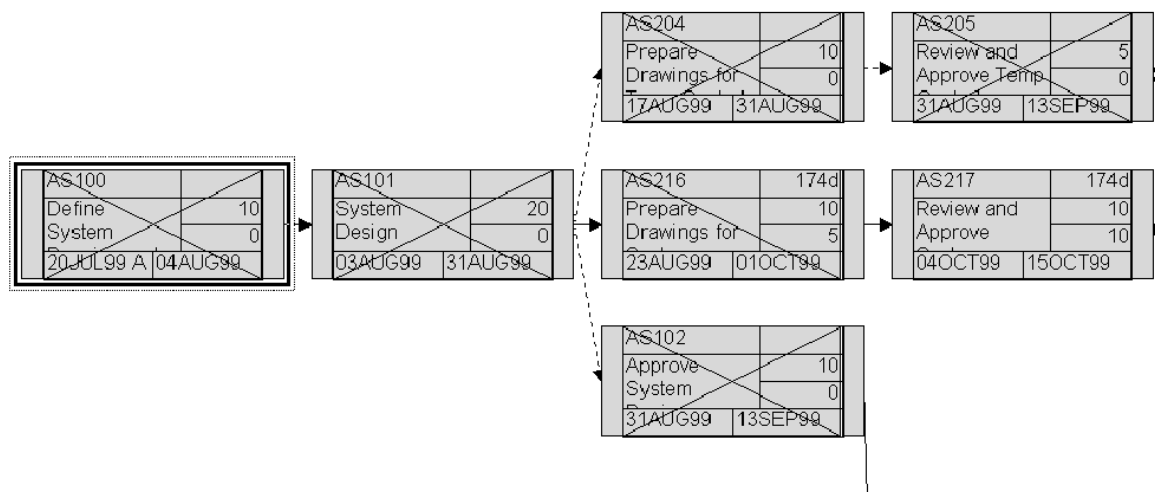 AS204
Prepare 10
Drawings for 0
17AUG99 31AUG99
AS205
Review and 5
Approve Temp 0
31AUG99 13SEP99
AS100
Define 10
System 0
20JUL99 A 04AUG99
AS101
System 20
Design 0
03AUG99 31AUG99
AS216 174d
Prepare 10
Drawings for 5
23AUG99 01OCT99
AS217 174d
Review and 10
Approve 10
04OCT99 15OCT99
AS102
Approve 10
System 0
31AUG99 13SEP99